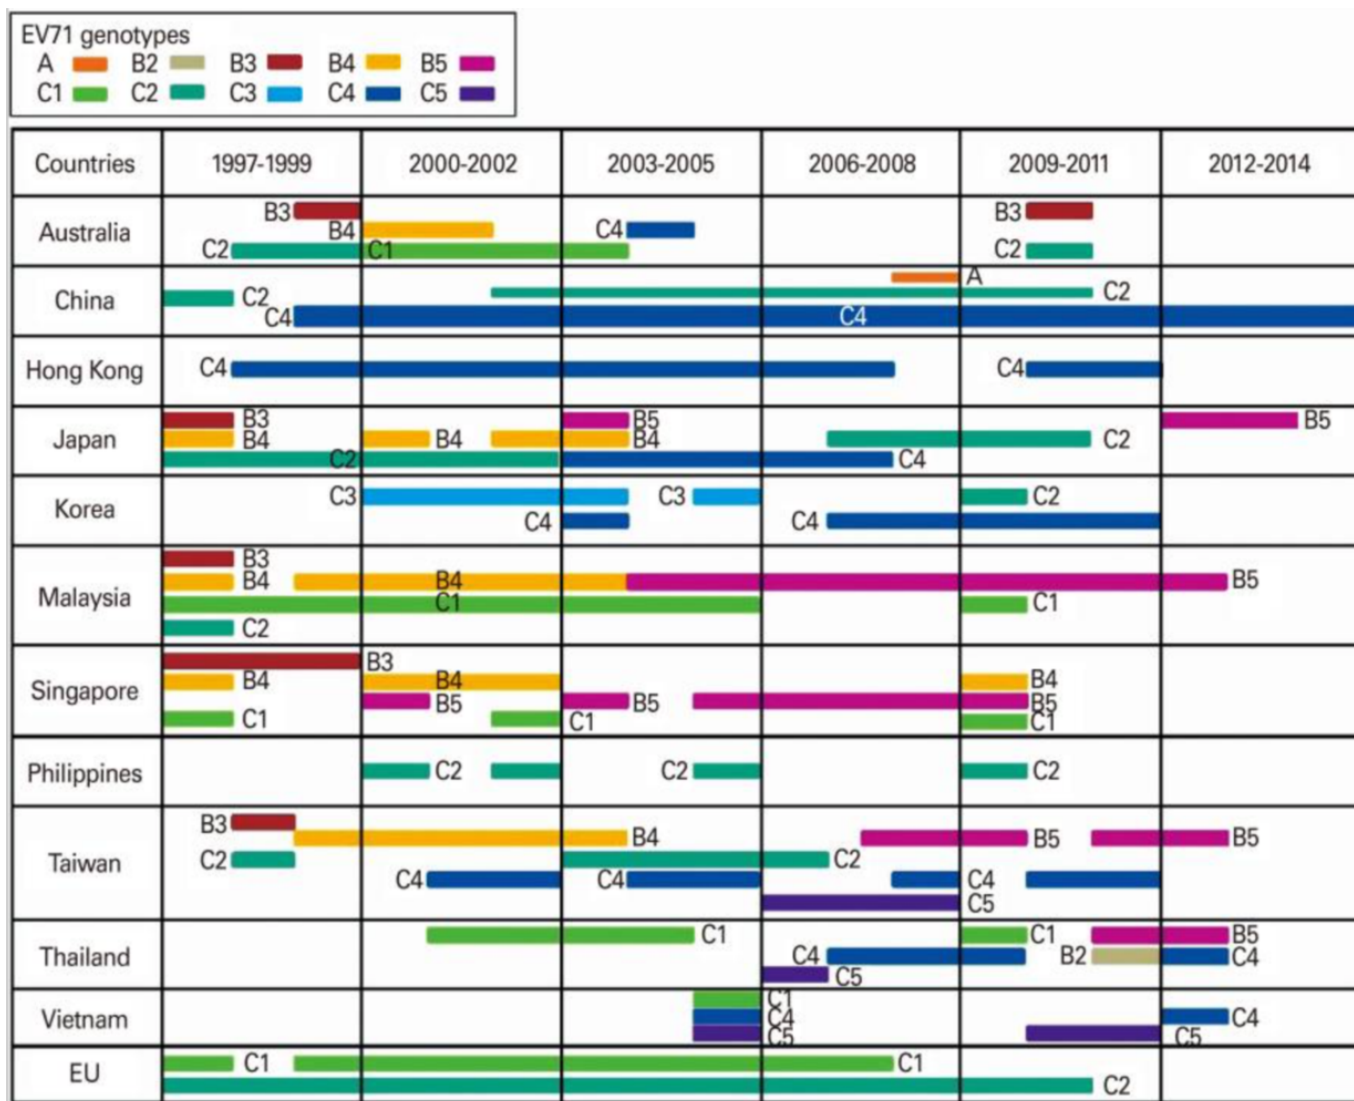 EV71 genotypes
A B2 B3 B4 B5
C1 C2 C3 C4 C5
Countries 1997-1999 2000-2002 2003-2005 2006-2008 2009-2011 2012-2014
B3 B3
Australia B4 C4
C2 C1 C2
A
China C2 C2
C4 C4
Hong Kong C4 C4
B3 B5 B5
Japan B4 B4 B4 C2
C2 C4
C3 C3 C2
Korea
C4 C4
B3
B4 B4 B5
Malaysia C1 C1
C2
B3
B4 B4 B4
Singapore B5 B5 B5
C1 C1 C1
Philippines C2 C2 C2
B3
B4 B5 B5
Taiwan C2 C2
C4 C4 C4
C5
C1 C1 B5
Thailand C4 B2 C4
C5
C1
Vietnam C4 C4
C5 C5
C1 C1
EU
C2